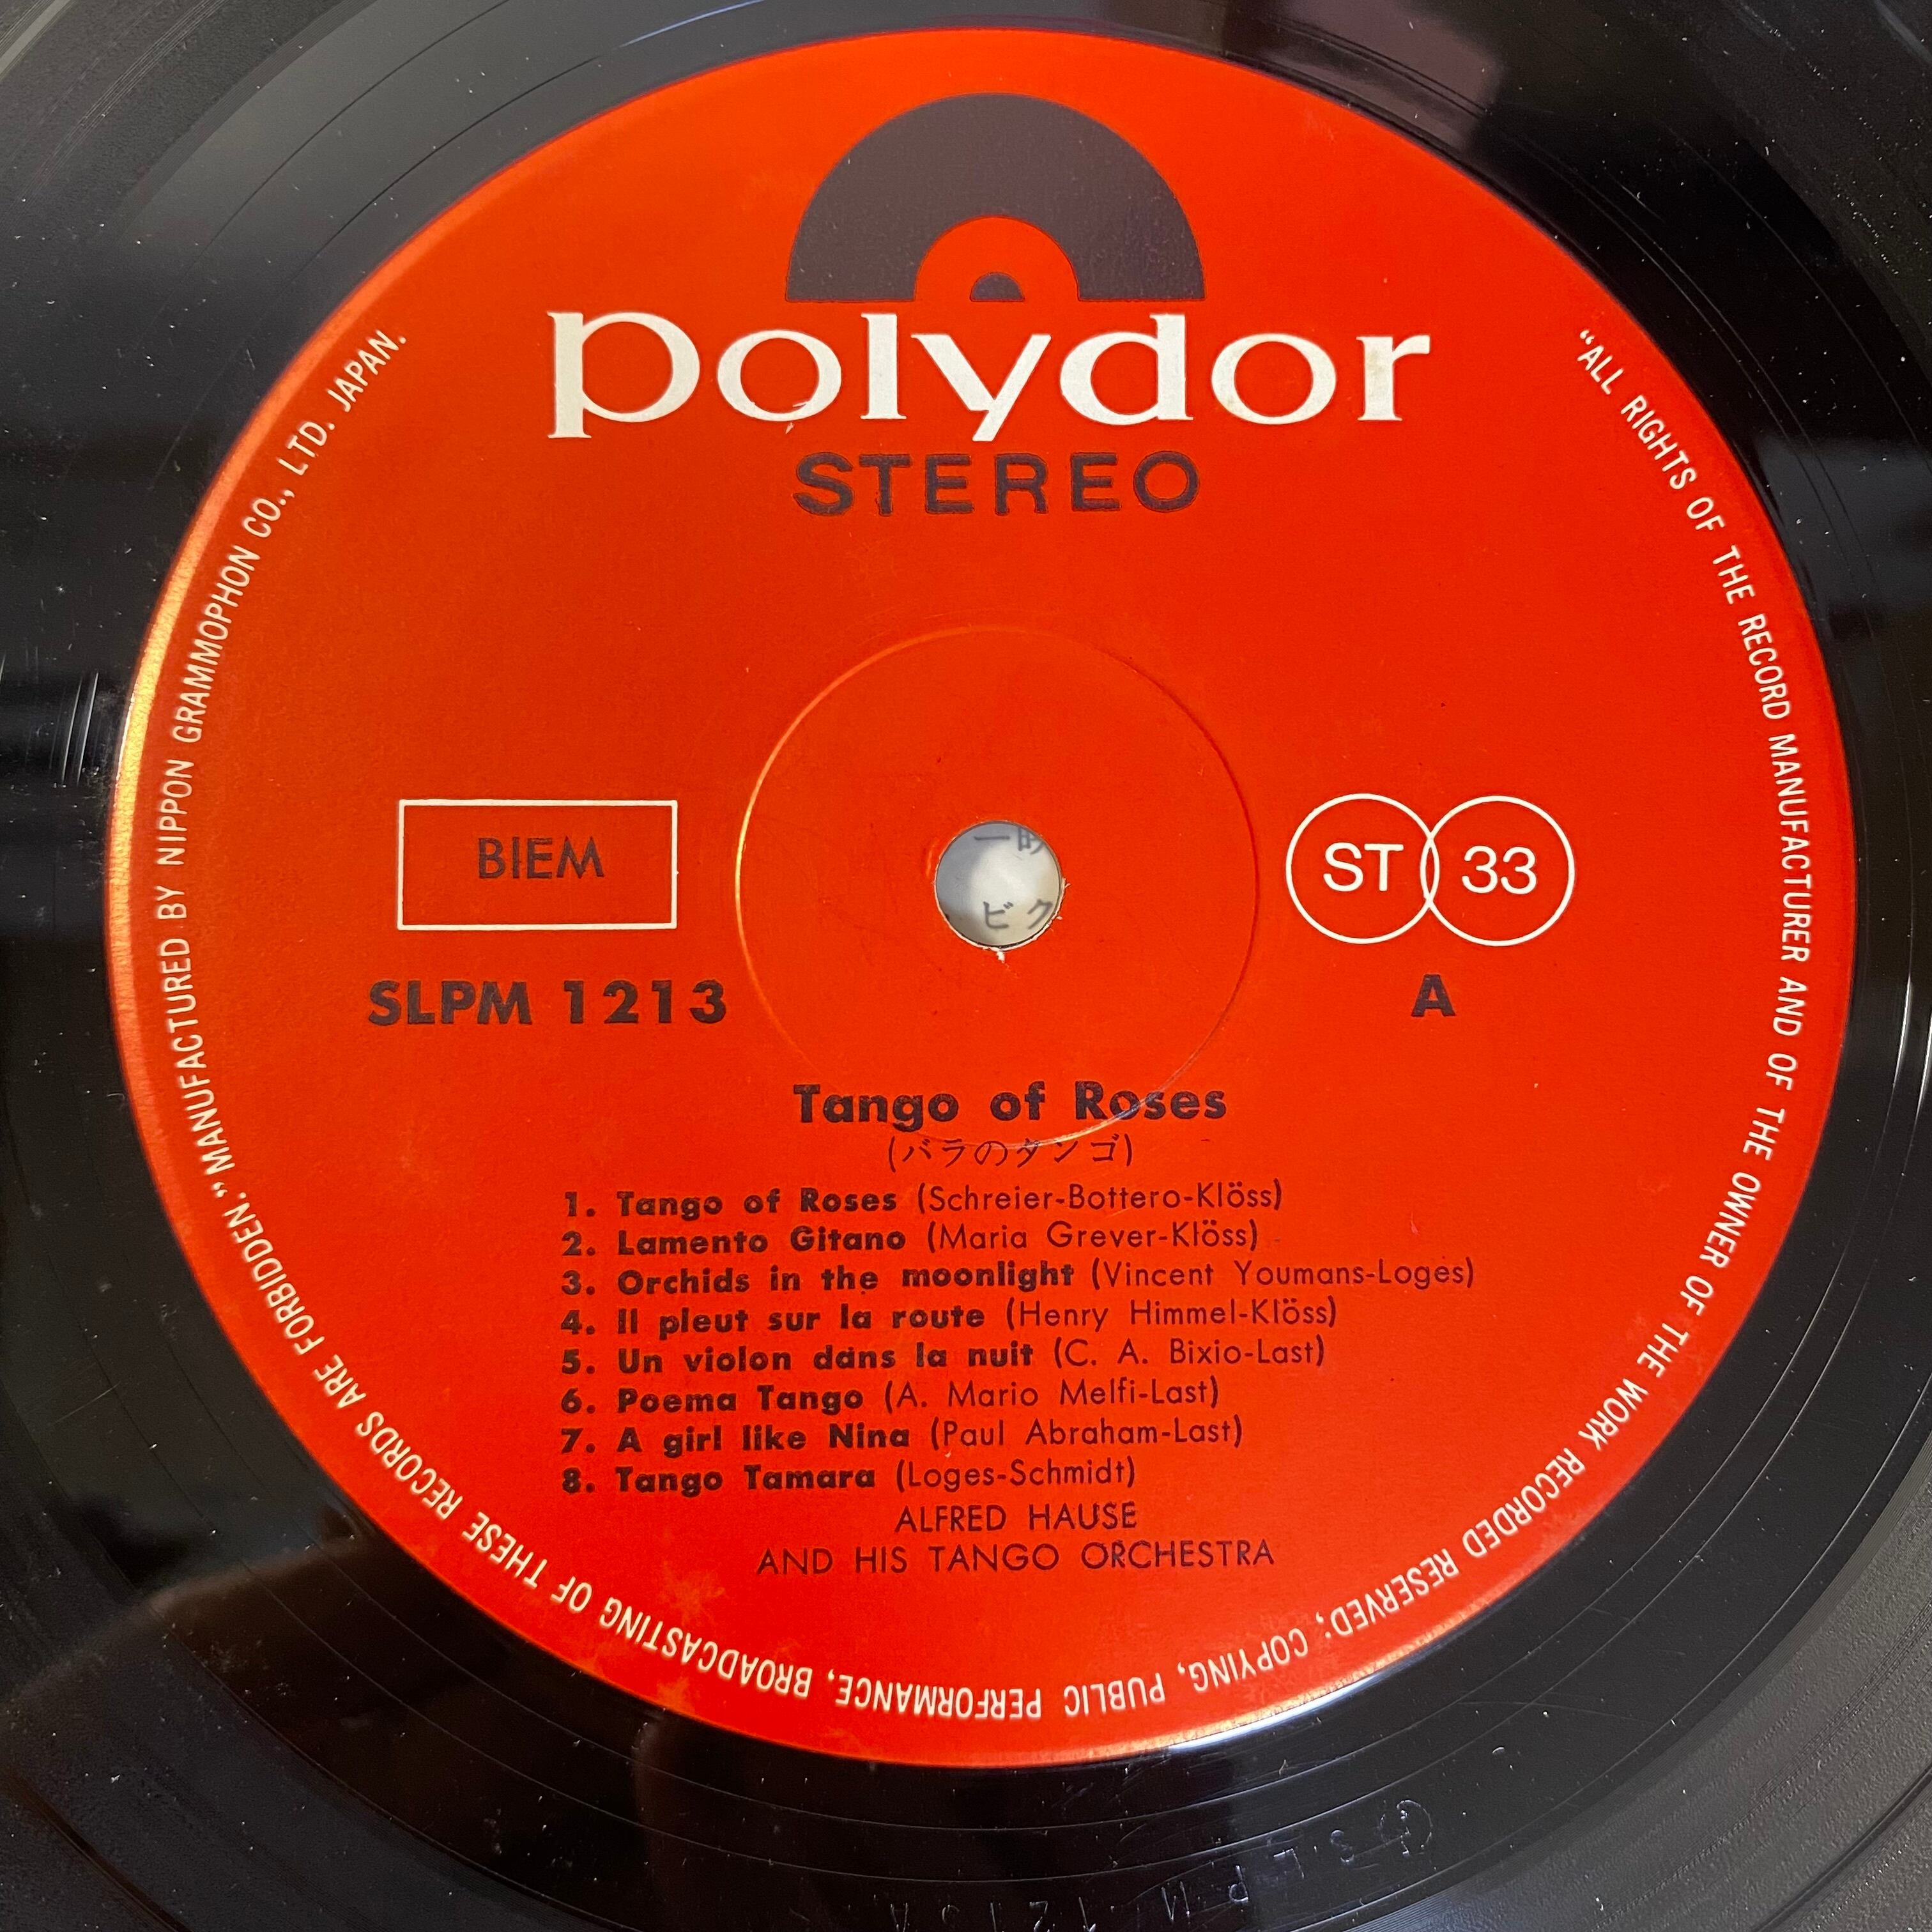 polydor
STEREO
BIEM
ST 33
SLPM 1213
A
Tango of Roses
(バラのタンゴ)
1. Tango of Roses (Schreier-Bottero-Klöss)
2. Lamento Gitano (Maria Grever-Klöss)
3. Orchids in the moonlight (Vincent Youmans-Loges)
4. Il pleut sur la route (Henry Himmel-Klöss)
5. Un violon dans la nuit (C. A. Bixio-Last)
6. Poema Tango (A. Mario Melfi-Last)
7. A girl like Nina (Paul Abraham-Last)
8. Tango Tamara (Loges-Schmidt)
ALFRED HAUSE
AND HIS TANGO ORCHESTRA
"ALL RIGHTS OF THE RECORD MANUFACTURER AND OF THE OWNER OF THE WORK RECORDED RESERVED; COPYING, PUBLIC PERFORMANCE, BROADCASTING OF THESE RECORDS ARE FORBIDDEN." MANUFACTURED BY NIPPON GRAMMOPHON CO., LTD. JAPAN.
ビク